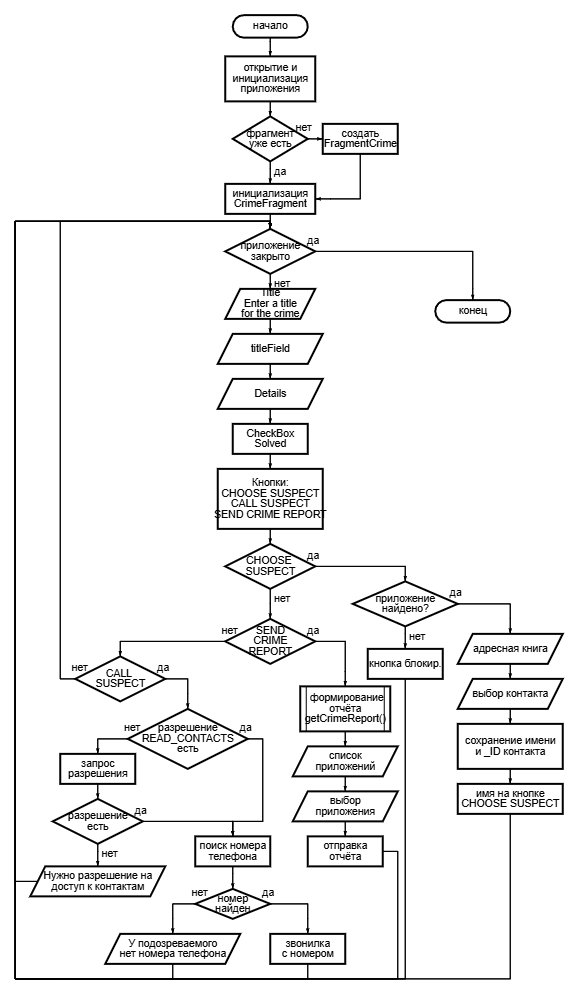 начало
открытие и
инициализация
приложения
фрагмент
уже есть
нет
создать
FragmentCrime
да
инициализация
CrimeFragment
приложение
закрыто
да
конец
нет
Title
Enter a title
for the crime
titleField
Details
CheckBox
Solved
Кнопки:
CHOOSE SUSPECT
CALL SUSPECT
SEND CRIME REPORT
CHOOSE
SUSPECT
да
нет
приложение
найдено?
да
нет
кнопка блокир.
адресная книга
выбор контакта
сохранение имени
и _ID контакта
имя на кнопке
CHOOSE SUSPECT
SEND
CRIME
REPORT
нет
да
формирование
отчёта
getCrimeReport()
список
приложений
выбор
приложения
отправка
отчёта
CALL
SUSPECT
нет
да
разрешение
READ_CONTACTS
есть
нет
да
запрос
разрешения
разрешение
есть
да
нет
Нужно разрешение на
доступ к контактам
поиск номера
телефона
номер
найден
нет
да
У подозреваемого
нет номера телефона
звонилка
с номером